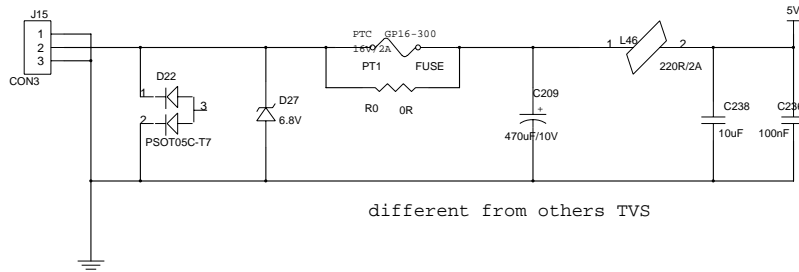 J15
1
2
3
CON3
D22
1
3
2
PSOT05C-T7
D27
6.8V
PTC GP16-300
16V/2A
PT1 FUSE
R0 0R
C209
+
470uF/10V
1 L46 2
220R/2A
5V
C238
10uF
100nF
different from others TVS